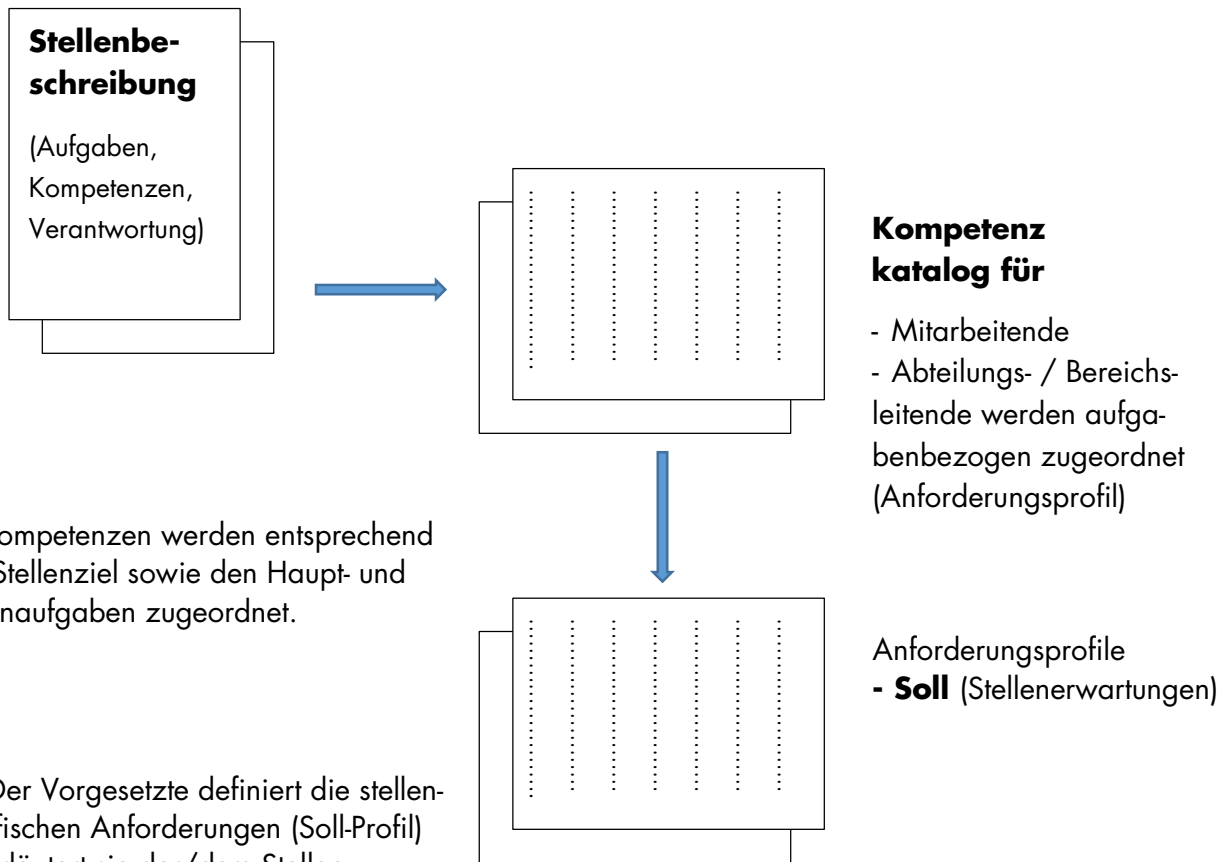 Stellenbe-
schreibung
(Aufgaben,
Kompetenzen,
Verantwortung)
Kompetenz
katalog für
- Mitarbeitende
- Abteilungs- / Bereichs-
leitende werden aufga-
benbezogen zugeordnet
(Anforderungsprofil)
ompetenzen werden entsprechend
Stellenziel sowie den Haupt- und
naufgaben zugeordnet.
Anforderungsprofile
- Soll (Stellenerwartungen)
Der Vorgesetzte definiert die stellen-
fischen Anforderungen (Soll-Profil)